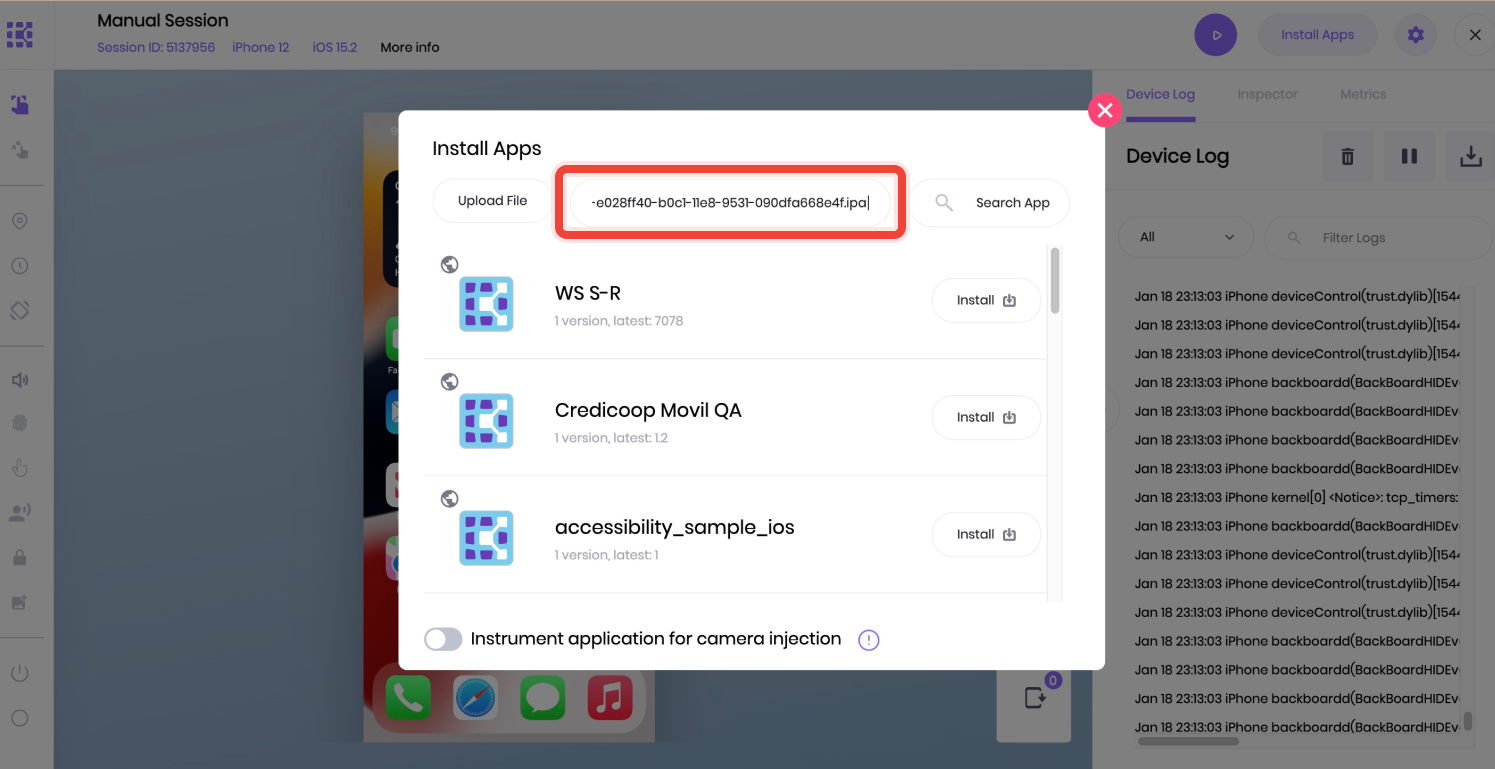 Manual Session
Session ID: 5137956 iPhone 12 iOS 15.2 More info
Install Apps
Device Log Inspector Metrics
Device Log
All
Filter Logs
Install Apps
Upload File
-e028ff40-b0c1-11e8-9531-090dfa668e4f.ipa
Search App
WS S-R
1 version, latest: 7078
Install
Credicoop Movil QA
1 version, latest: 1.2
Install
accessibility_sample_ios
1 version, latest: 1
Install
Instrument application for camera injection
0
Jan 18 23:13:03 iPhone deviceControl(trust.dylib)[1544
Jan 18 23:13:03 iPhone deviceControl(trust.dylib)[1544
Jan 18 23:13:03 iPhone deviceControl(trust.dylib)[1544
Jan 18 23:13:03 iPhone backboardd(BackBoardHIDEv
Jan 18 23:13:03 iPhone backboardd(BackBoardHIDEv
Jan 18 23:13:03 iPhone backboardd(BackBoardHIDEv
Jan 18 23:13:03 iPhone backboardd(BackBoardHIDEv
Jan 18 23:13:03 iPhone kernel[0] <Notice>: tcp_timers:
Jan 18 23:13:03 iPhone backboardd(BackBoardHIDEv
Jan 18 23:13:03 iPhone deviceControl(trust.dylib)[1544
Jan 18 23:13:03 iPhone deviceControl(trust.dylib)[1544
Jan 18 23:13:03 iPhone deviceControl(trust.dylib)[1544
Jan 18 23:13:03 iPhone backboardd(BackBoardHIDEv
Jan 18 23:13:03 iPhone backboardd(BackBoardHIDEv
Jan 18 23:13:03 iPhone backboardd(BackBoardHIDEv
Jan 18 23:13:03 iPhone backboardd(BackBoardHIDEv